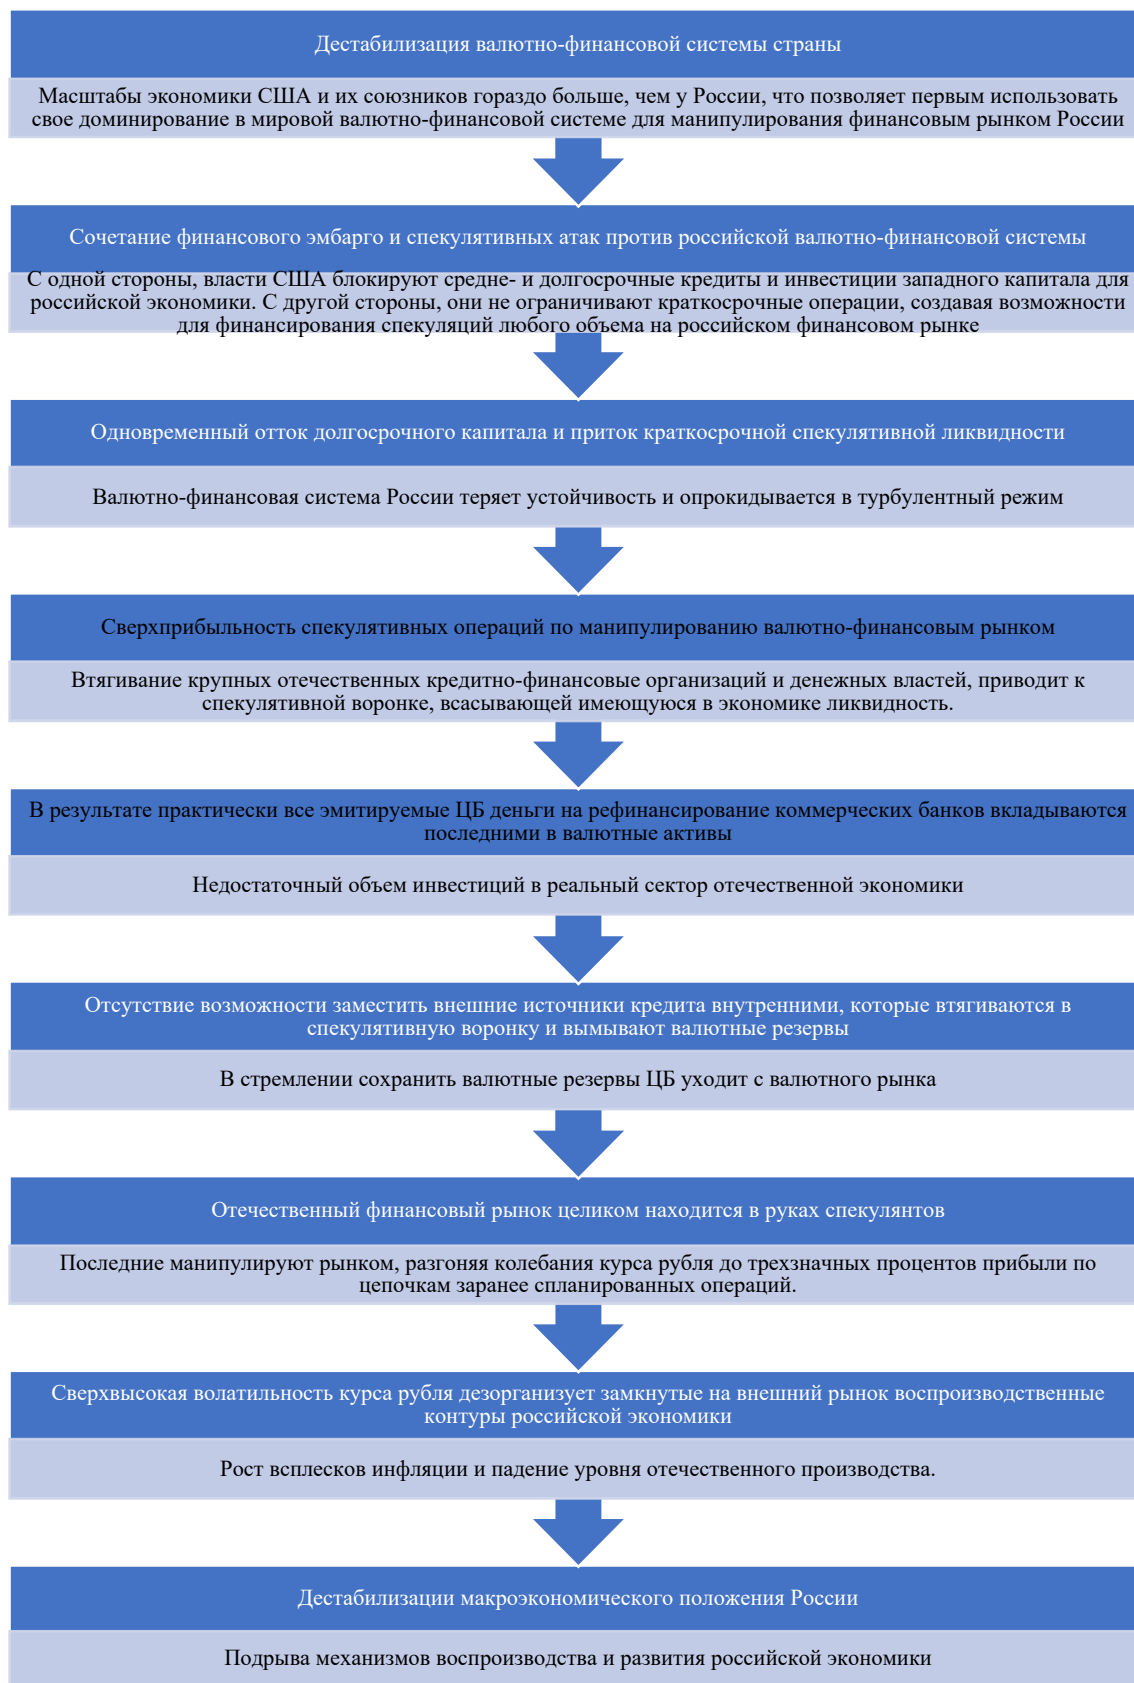 Дестабилизация валютно-финансовой системы страны
Масштабы экономики США и их союзников гораздо больше, чем у России, что позволяет первым использовать
свое доминирование в мировой валютно-финансовой системе для манипулирования финансовым рынком России
Сочетание финансового эмбарго и спекулятивных атак против российской валютно-финансовой системы
С одной стороны, власти США блокируют средне- и долгосрочные кредиты и инвестиции западного капитала для
российской экономики. С другой стороны, они не ограничивают краткосрочные операции, создавая возможности
для финансирования спекуляций любого объема на российском финансовом рынке
Одновременный отток долгосрочного капитала и приток краткосрочной спекулятивной ликвидности
Валютно-финансовая система России теряет устойчивость и опрокидывается в турбулентный режим
Сверхприбыльность спекулятивных операций по манипулированию валютно-финансовым рынком
Втягивание крупных отечественных кредитно-финансовые организаций и денежных властей, приводит к
спекулятивной воронке, всасывающей имеющуюся в экономике ликвидность.
В результате практически все эмитируемые ЦБ деньги на рефинансирование коммерческих банков вкладываются
последними в валютные активы
Недостаточный объем инвестиций в реальный сектор отечественной экономики
Отсутствие возможности заместить внешние источники кредита внутренними, которые втягиваются в
спекулятивную воронку и вымывают валютные резервы
В стремлении сохранить валютные резервы ЦБ уходит с валютного рынка
Отечественный финансовый рынок целиком находится в руках спекулянтов
Последние манипулируют рынком, разгоняя колебания курса рубля до трехзначных процентов прибыли по
цепочкам заранее спланированных операций.
Сверхвысокая волатильность курса рубля дезорганизует замкнутые на внешний рынок воспроизводственные
контуры российской экономики
Рост всплесков инфляции и падение уровня отечественного производства.
Дестабилизации макроэкономического положения России
Подрыва механизмов воспроизводства и развития российской экономики